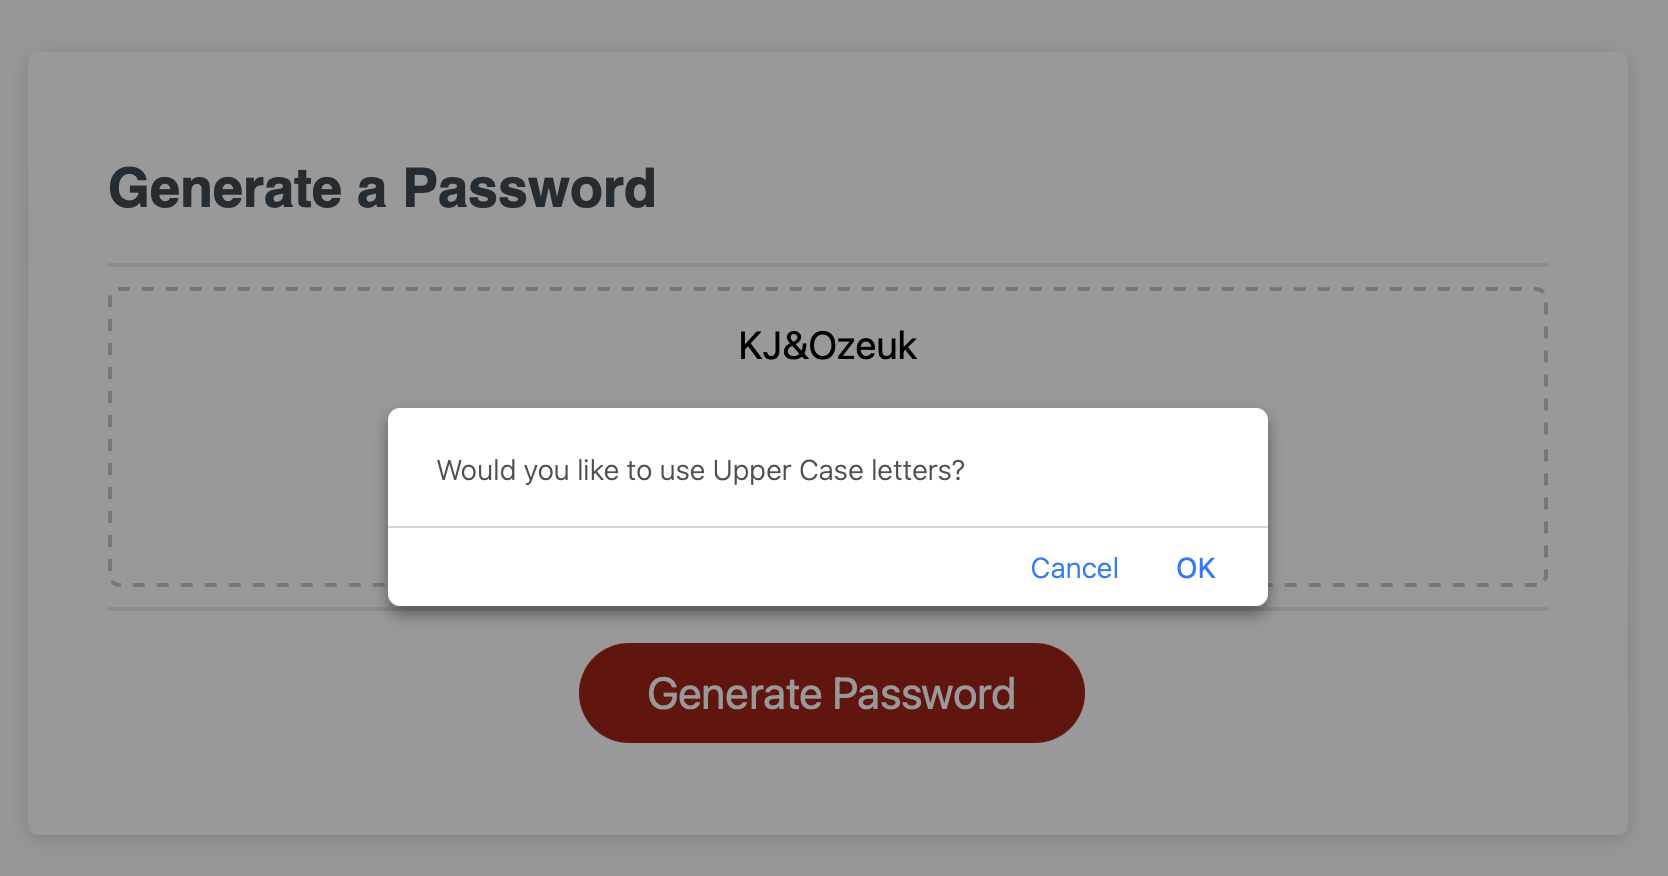 Generate a Password
KJ&Ozeuk
Would you like to use Upper Case letters?
Cancel OK
Generate Password